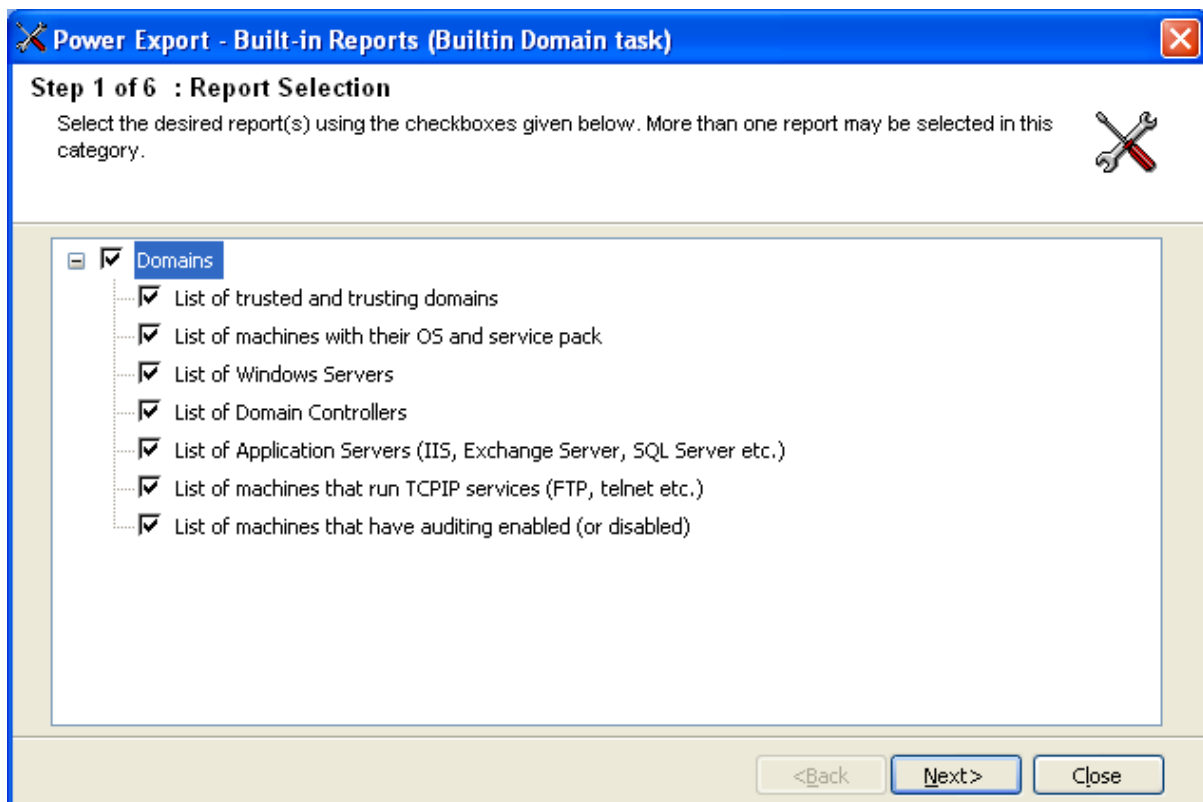 Power Export - Built-in Reports (Builtin Domain task)
Step 1 of 6 : Report Selection
Select the desired report(s) using the checkboxes given below. More than one report may be selected in this
category.
Domains
List of trusted and trusting domains
List of machines with their OS and service pack
List of Windows Servers
List of Domain Controllers
List of Application Servers (IIS, Exchange Server, SQL Server etc.)
List of machines that run TCPIP services (FTP, telnet etc.)
List of machines that have auditing enabled (or disabled)
<Back Next> Close